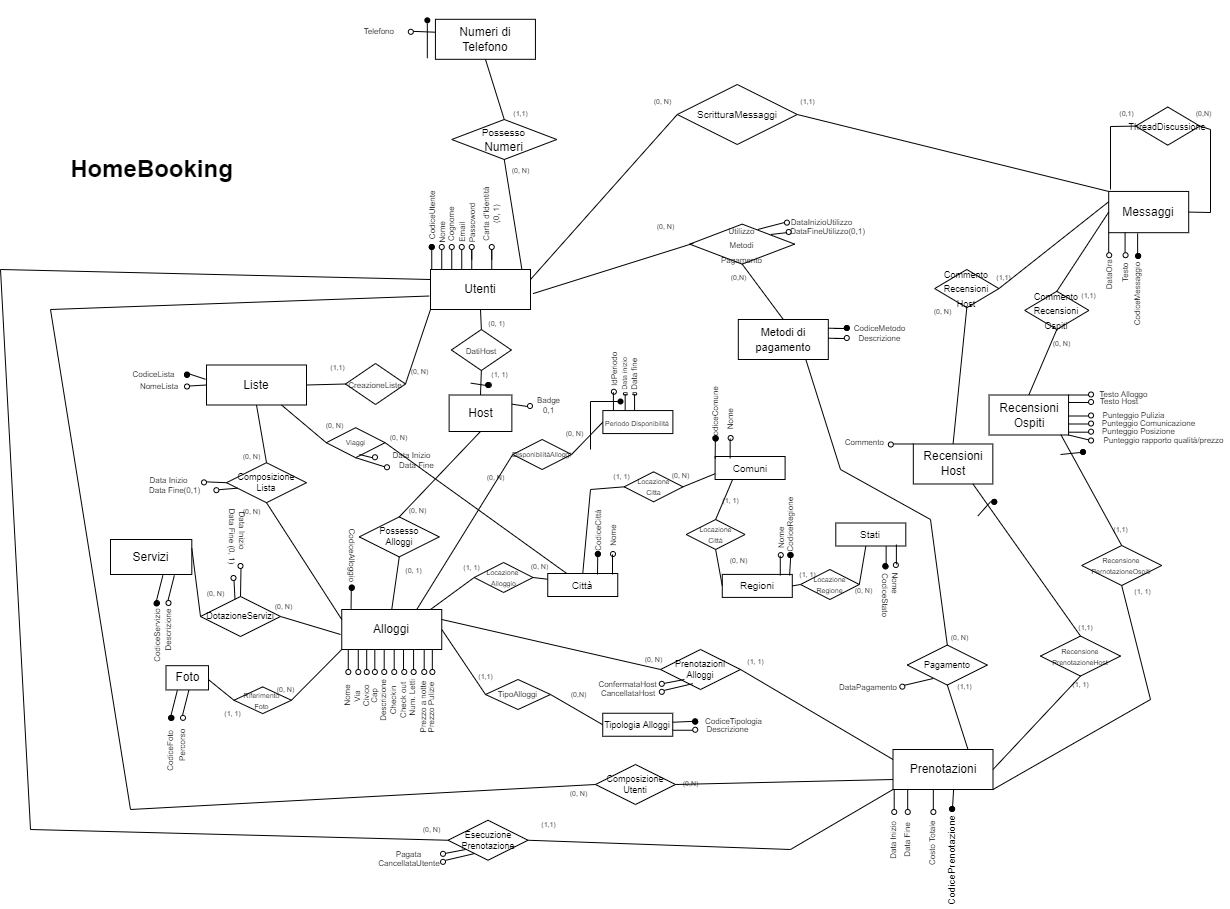 Numeri di
Telefono
Telefono
(1,1)
Possesso
Numeri
(0, N)
HomeBooking
(0, N)
ScritturaMessaggi
(1,1)
(0,1)
(0,N)
ThreadDiscussione
Messaggi
DataOra
Testo
CodiceMessaggio
CodiceUtente
Nome
Cognome
Email
Passoword
Carta d'Identità
(0, 1)
Utenti
(0, N)
Utilizzo
Metodi
Pagamento
DataInizioUtilizzo
DataFineUtilizzo(0,1)
(0,N)
Metodi di
pagamento
CodiceMetodo
Descrizione
Commento
Recensioni
Host
(1,1)
(0, N)
Commento
Recensioni
Ospiti
(1,1)
(0, N)
(0, 1)
DatiHost
(1, 1)
Host
Badge
0,1
CodiceLista
NomeLista
Liste
(1,1)
CreazioneListe
(0, N)
IdPeriodo
Data inizio
Data fine
Periodo Disponibilità
(0, N)
DisponibilitàAlloggi
(0, N)
Recensioni
Ospiti
Testo Alloggo
Testo Host
Punteggio Pulizia
Punteggio Comunicazione
Punteggio Posizione
Punteggio rapporto qualità/prezzo
Commento
Recensioni
Host
(0, N)
Viaggi
(0, N)
Data Inizio
Data Fine
CodiceComune
Nome
Comuni
(0, N)
Composizione
Lista
Data Inizio
Data Fine(0,1)
(0, N)
(1, 1)
Locazione
Città
(0, N)
(1, 1)
Locazione
Città
(0, N)
(0, N)
Possesso
Alloggi
(0, 1)
CodiceCittà
Nome
Città
Nome
CodiceRegione
Regioni
(1, 1)
Locazione
Regione
(0, N)
Stati
CodiceStato
Nome
Servizi
CodiceServizio
Descrizione
Data Fine (0, 1)
Data Inizo
(0, N)
(0, N)
DotazioneServizi
CodiceAlloggio
(1, 1)
Locazione
Alloggio
(0, N)
Alloggi
Nome
Via
Civico
Cap
Descrizione
Checkin
Check out
Num. Letti
Prezzo a notte
Prezzo Pulizie
(1,1)
Recensione
PernotazioneOspiti
(1, 1)
(1,1)
Recensione
PrenotazioneHost
(1, 1)
Foto
CodiceFoto
Percorso
(0, N)
Riferimento
Foto
(1, 1)
(1,1)
TipoAlloggi
(0,N)
Tipologia Alloggi
CodiceTipologia
Descrizione
(0, N)
Prenotazioni
Alloggi
(1, 1)
ConfermataHost
CancellataHost
(0, N)
Pagamento
DataPagamento
(1,1)
Prenotazioni
Data Inizio
Data Fine
Costo Totale
CodicePrenotazione
(0, N)
Composizione
Utenti
(0,N)
(0, N)
Esecuzione
Prenotazione
(1,1)
Pagata
CancellataUtente